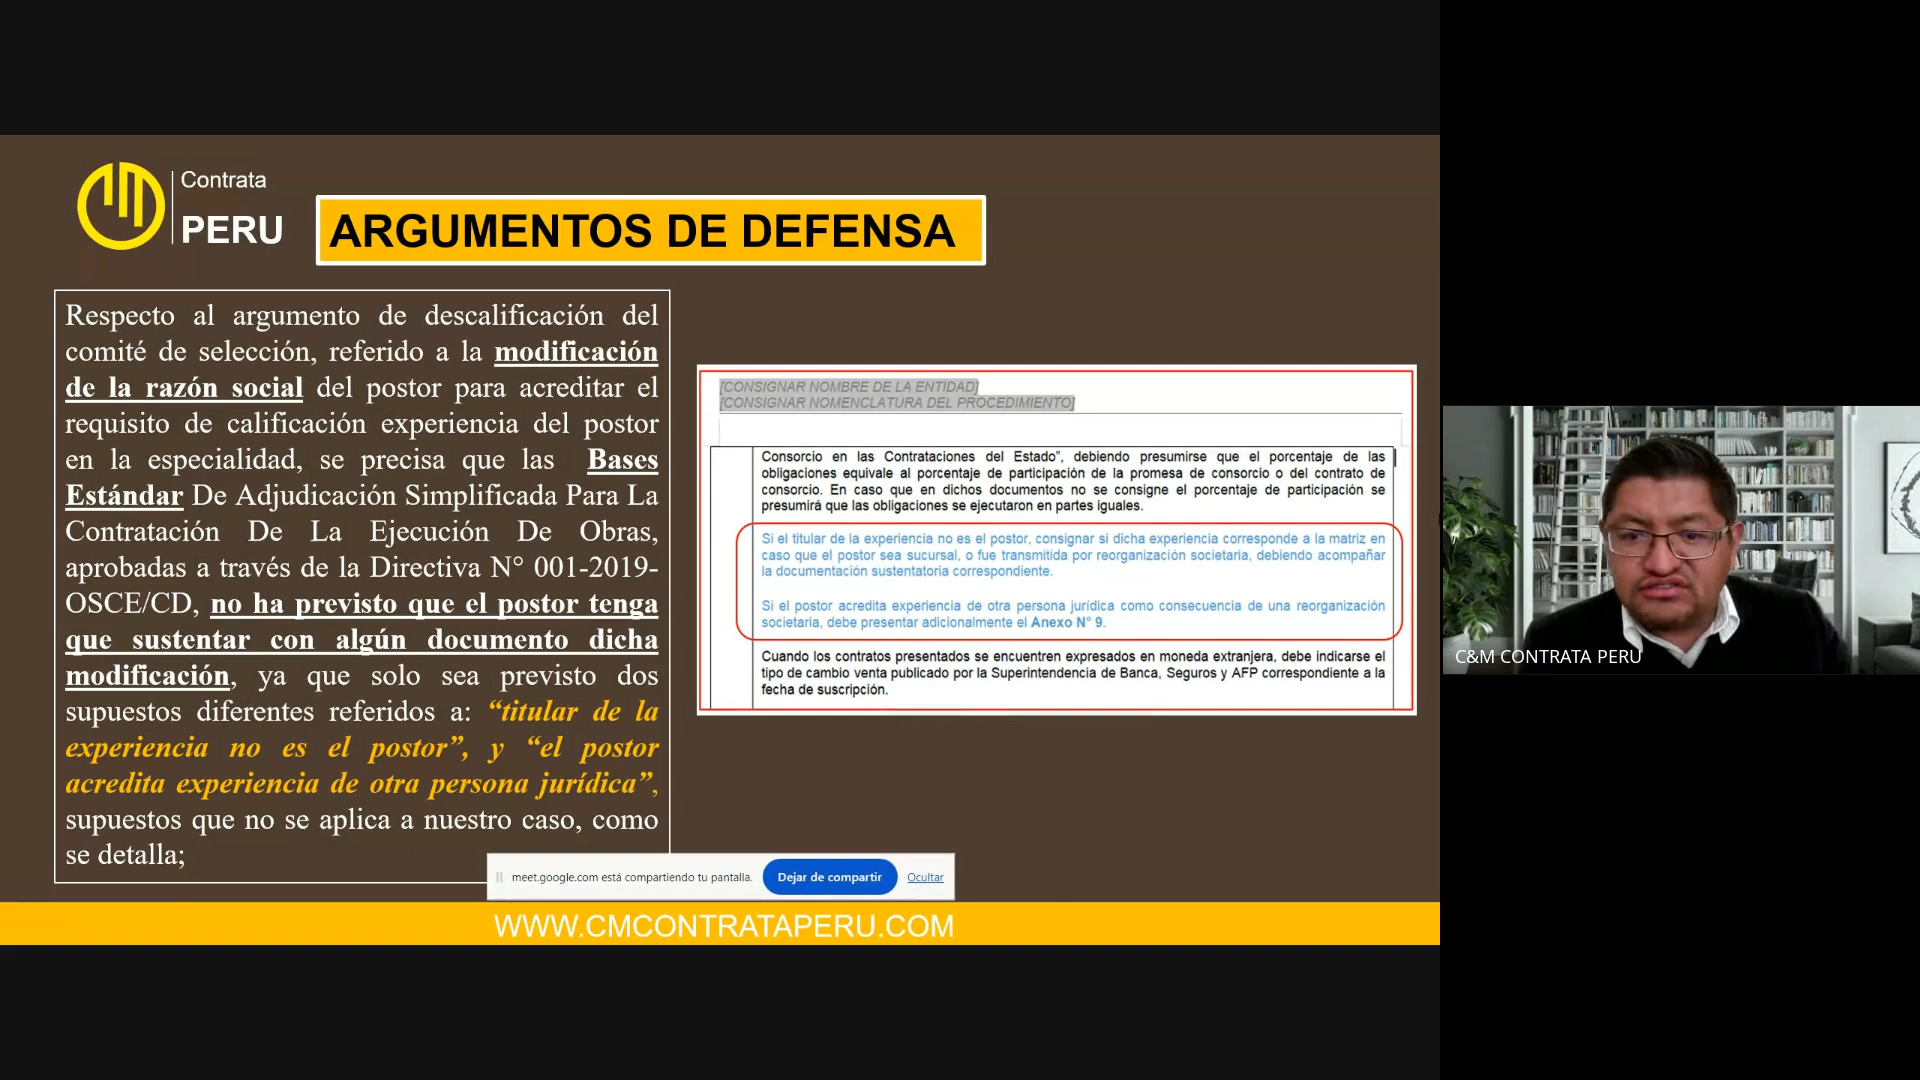 Contrata
PERU
ARGUMENTOS DE DEFENSA
Respecto al argumento de descalificación del
comité de selección, referido a la modificación
de la razón social del postor para acreditar el
requisito de calificación experiencia del postor
en la especialidad, se precisa que las Bases
Estándar De Adjudicación Simplificada Para La
Contratación De La Ejecución De Obras,
aprobadas a través de la Directiva N° 001-2019-
OSCE/CD, no ha previsto que el postor tenga
que sustentar con algún documento dicha
modificación, ya que solo sea previsto dos
supuestos diferentes referidos a: “titular de la
experiencia no es el postor”, y “el postor
acredita experiencia de otra persona jurídica”,
supuestos que no se aplica a nuestro caso, como
se detalla;
[CONSIGNAR NOMBRE DE LA ENTIDAD]
[CONSIGNAR NOMENCLATURA DEL PROCEDIMIENTO]
Consorcio en las Contrataciones del Estado”, debiendo presumirse que el porcentaje de las
obligaciones equivale al porcentaje de participación de la promesa de consorcio o del contrato de
consorcio. En caso que en dichos documentos no se consigne el porcentaje de participación se
presumirá que las obligaciones se ejecutaron en partes iguales.
Si el titular de la experiencia no es el postor, consignar si dicha experiencia corresponde a la matriz en
caso que el postor sea sucursal, o fue transmitida por reorganización societaria, debiendo acompañar
la documentación sustentatoria correspondiente.
Si el postor acredita experiencia de otra persona jurídica como consecuencia de una reorganización
societaria, debe presentar adicionalmente el Anexo N° 9.
Cuando los contratos presentados se encuentren expresados en moneda extranjera, debe indicarse el
tipo de cambio venta publicado por la Superintendencia de Banca, Seguros y AFP correspondiente a la
fecha de suscripción.
C&M CONTRATA PERU
meet.google.com está compartiendo tu pantalla.
Dejar de compartir
Ocultar
WWW.CMCONTRATAPERU.COM